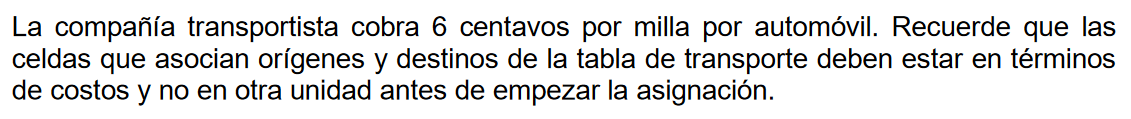 La compañía transportista cobra 6 centavos por milla por automóvil. Recuerde que las
celdas que asocian orígenes y destinos de la tabla de transporte deben estar en términos
de costos y no en otra unidad antes de empezar la asignación.